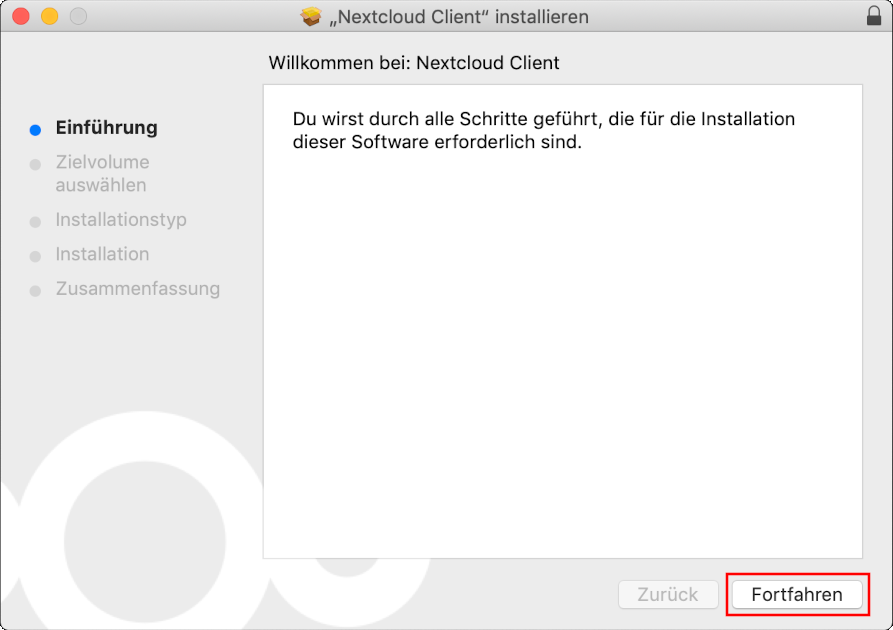 „Nextcloud Client“ installieren
Willkommen bei: Nextcloud Client
Einführung
Zielvolume
auswählen
Installationstyp
Installation
Zusammenfassung
Du wirst durch alle Schritte geführt, die für die Installation
dieser Software erforderlich sind.
Zurück
Fortfahren